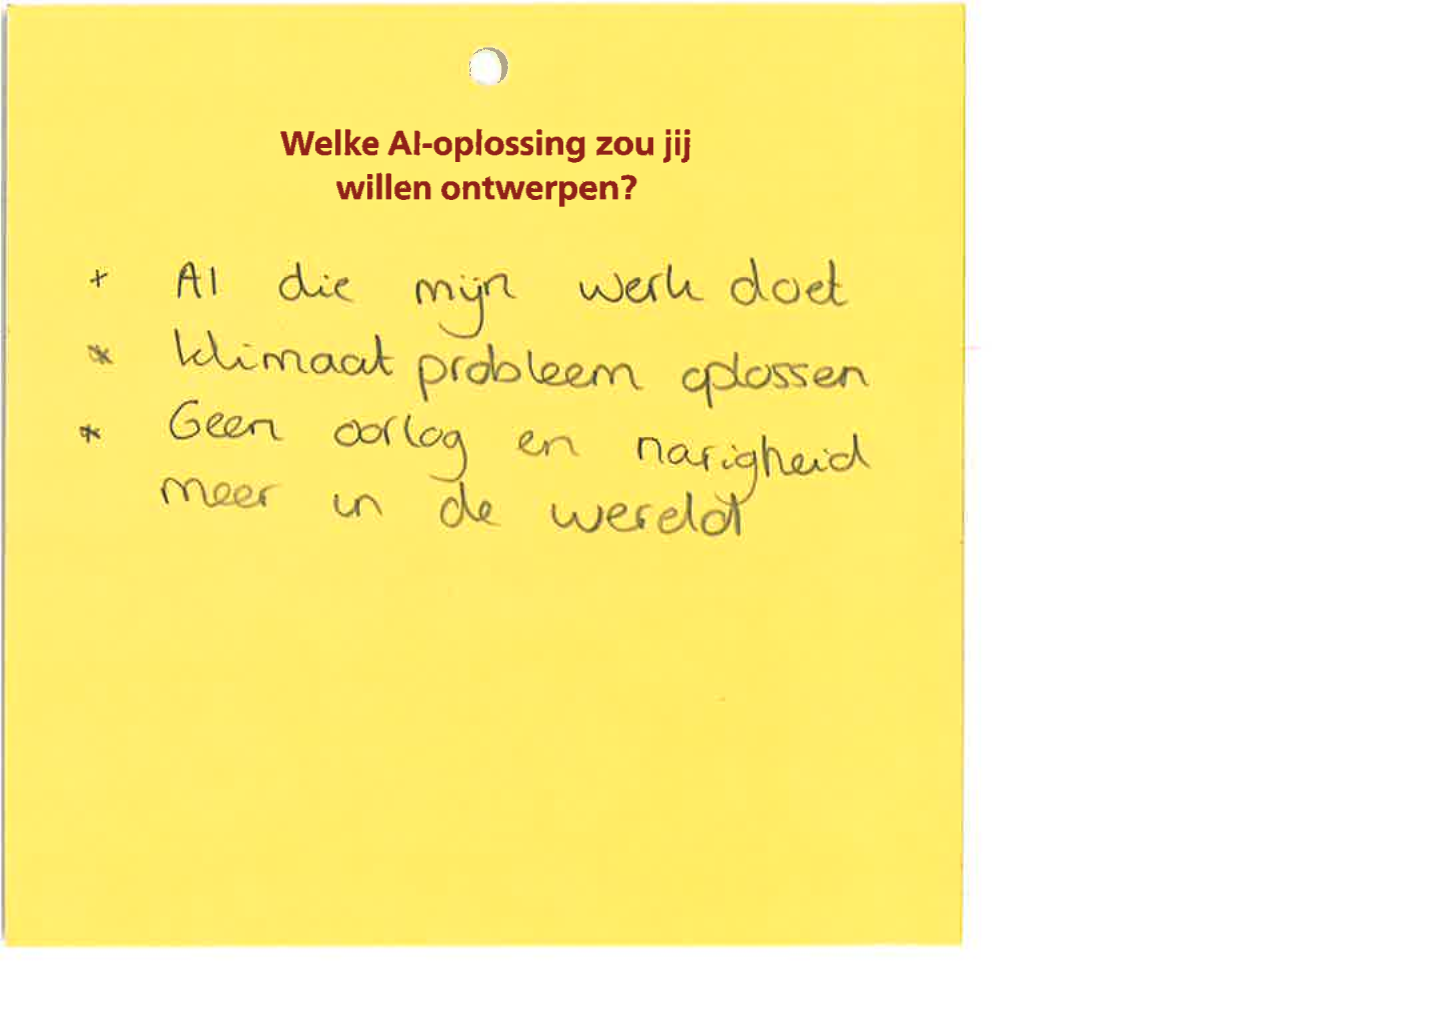 Welke AI-oplossing zou jij
willen ontwerpen?
+ AI die mijn werk doet
* klimaat probleem oplossen
* Geen oorlog en narigheid
meer in de wereld